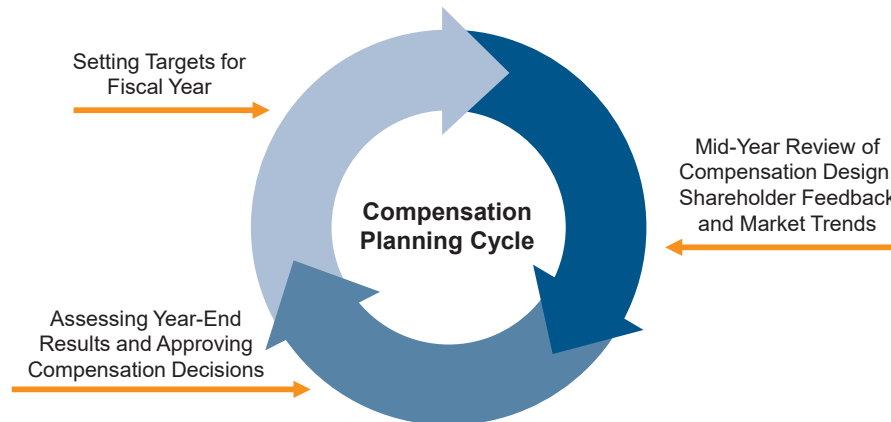 Setting Targets for
Fiscal Year
Mid-Year Review of
Compensation Design
Shareholder Feedback
and Market Trends
Compensation
Planning Cycle
Assessing Year-End
Results and Approving
Compensation Decisions